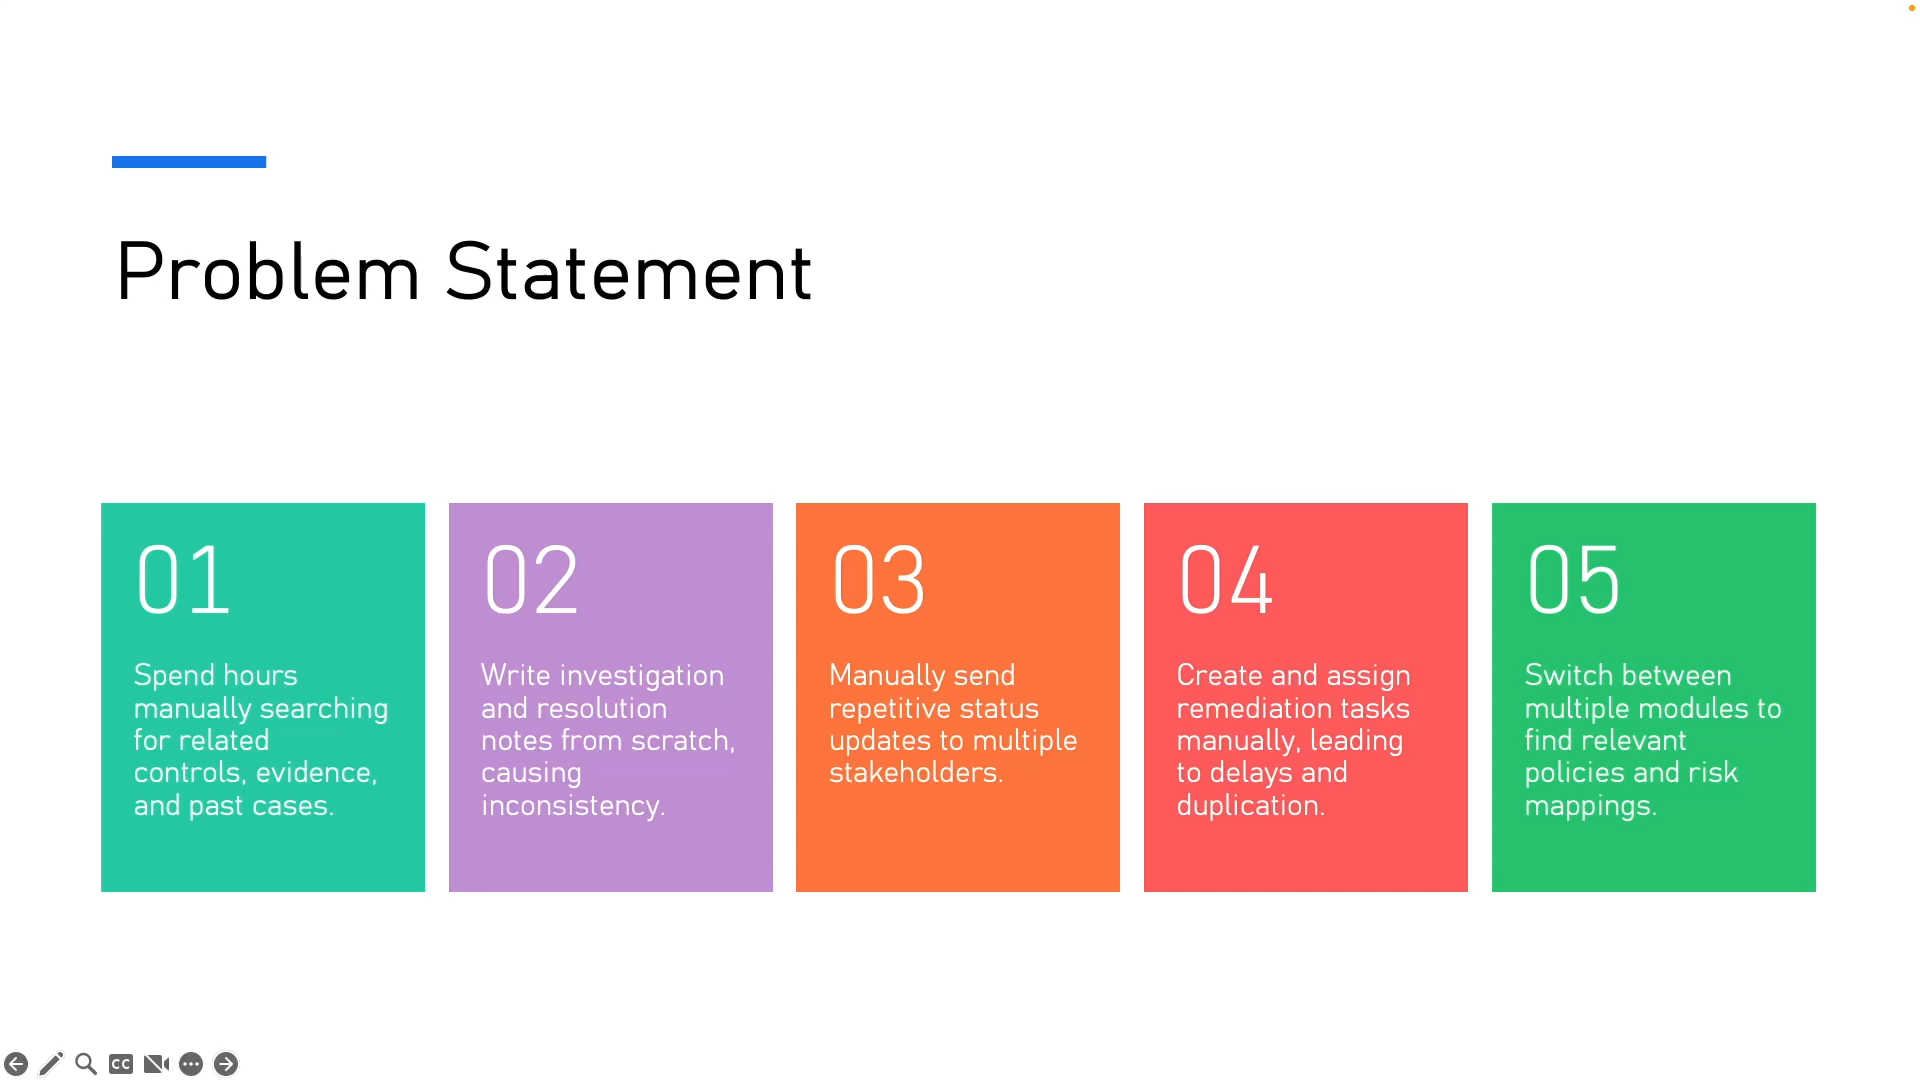 Problem Statement
01
Spend hours
manually searching
for related
controls, evidence,
and past cases.
02
Write investigation
and resolution
notes from scratch,
causing
inconsistency.
03
Manually send
repetitive status
updates to multiple
stakeholders.
04
Create and assign
remediation tasks
manually, leading
to delays and
duplication.
05
Switch between
multiple modules to
find relevant
policies and risk
mappings.
CC